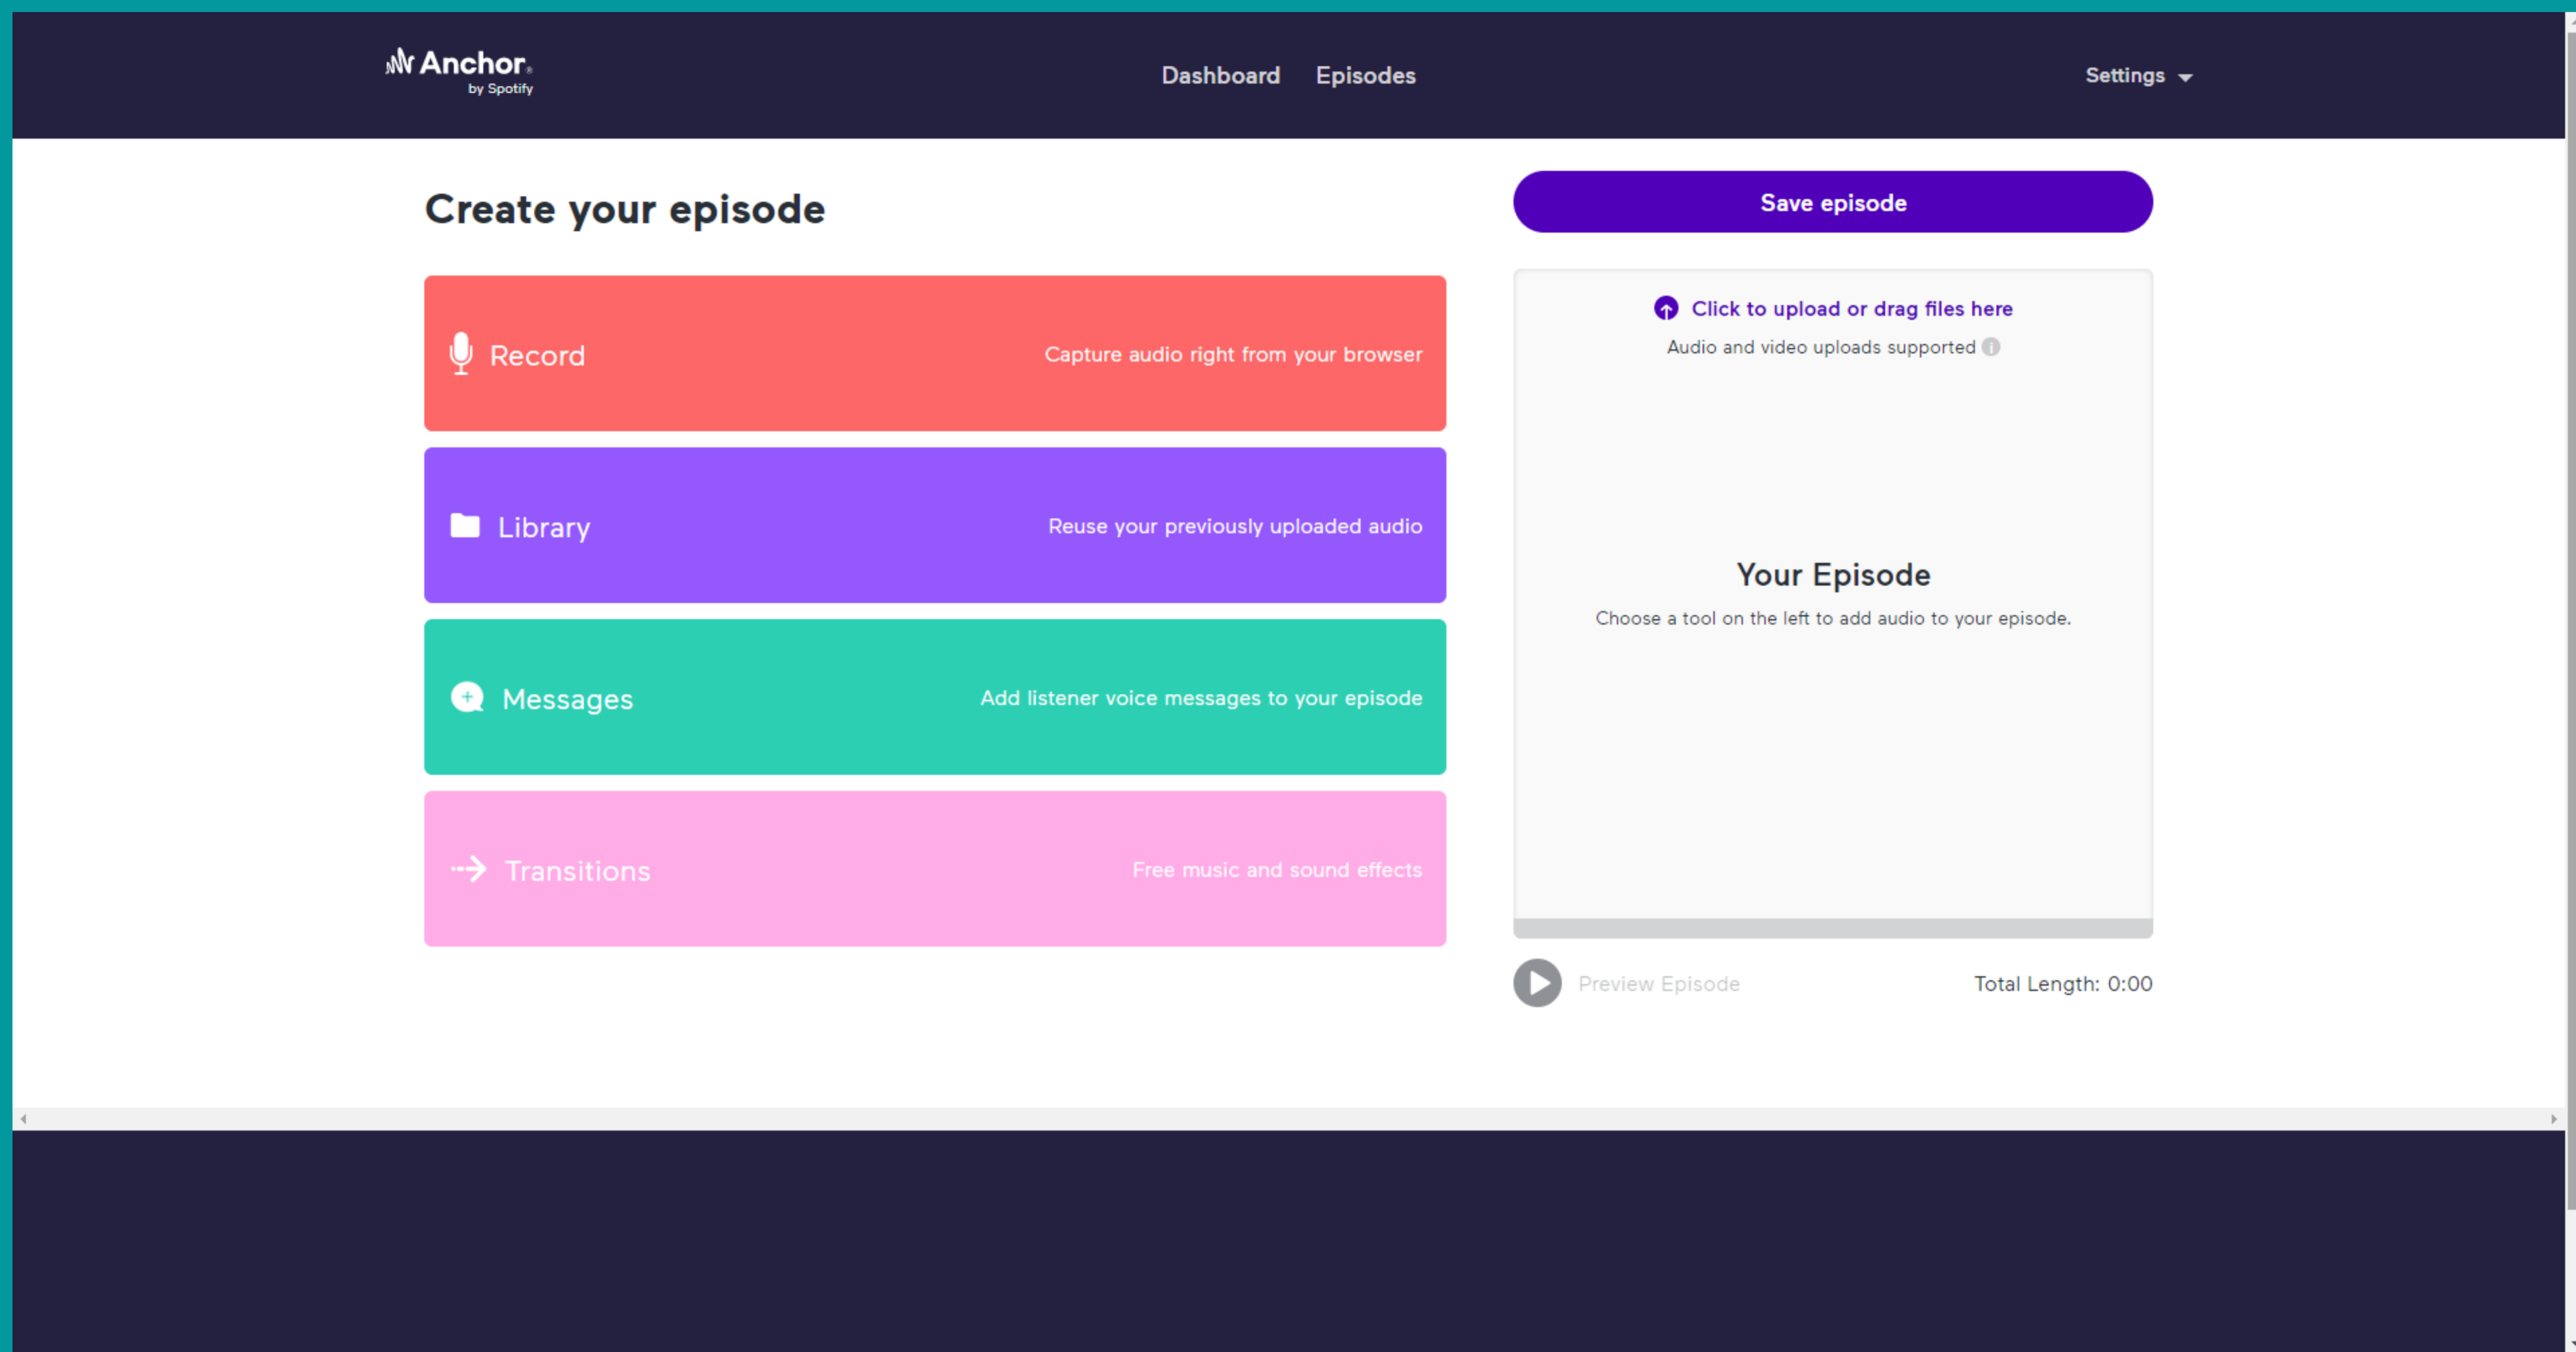 Anchor
by Spotify
Dashboard
Episodes
Settings
Create your episode
Save episode
Record
Capture audio right from your browser
Library
Reuse your previously uploaded audio
Messages
Add listener voice messages to your episode
Transitions
Free music and sound effects
Click to upload or drag files here
Audio and video uploads supported
Your Episode
Choose a tool on the left to add audio to your episode.
Preview Episode
Total Length: 0:00